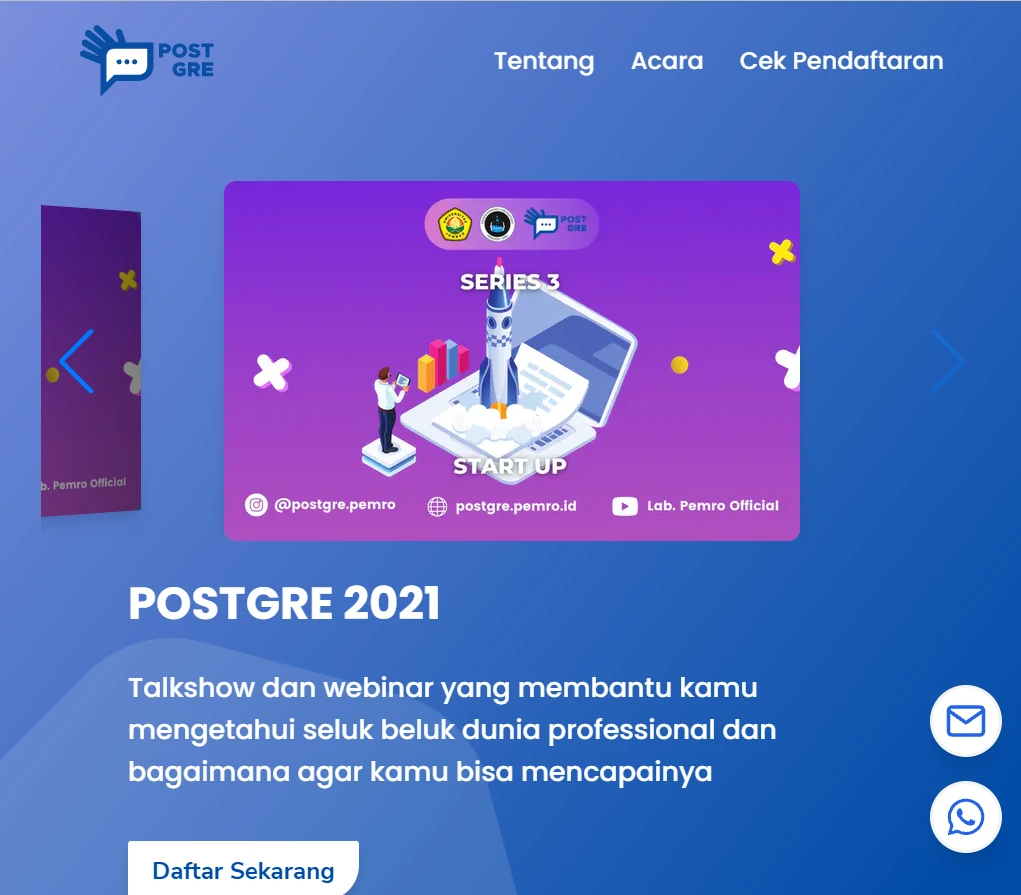 POST
GRE
Tentang
Acara
Cek Pendaftaran
POST
GRE
SERIES 3
START UP
@postgre.pemro
postgre.pemro.id
Lab. Pemro Official
b. Pemro Official
POSTGRE 2021
Talkshow dan webinar yang membantu kamu
mengetahui seluk beluk dunia professional dan
bagaimana agar kamu bisa mencapainya
Daftar Sekarang